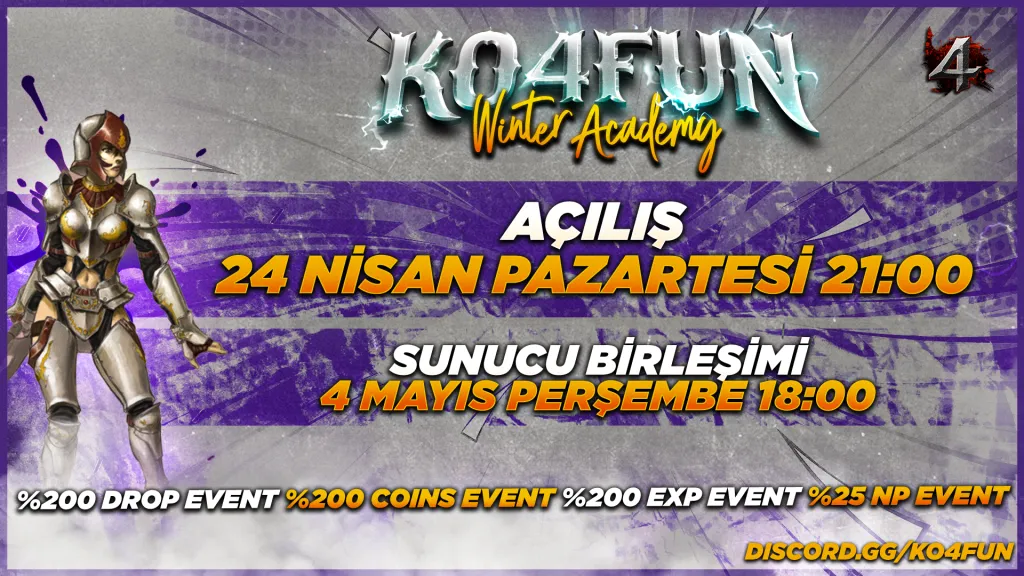 KO4FUN
4
Winter Academy
AÇILIŞ
24 NİSAN PAZARTESİ 21:00
SUNUCU BİRLEŞİMİ
4 MAYIS PERŞEMBE 18:00
%200 DROP EVENT %200 COINS EVENT %200 EXP EVENT %25 NP EVENT
DISCORD.GG/KO4FUN